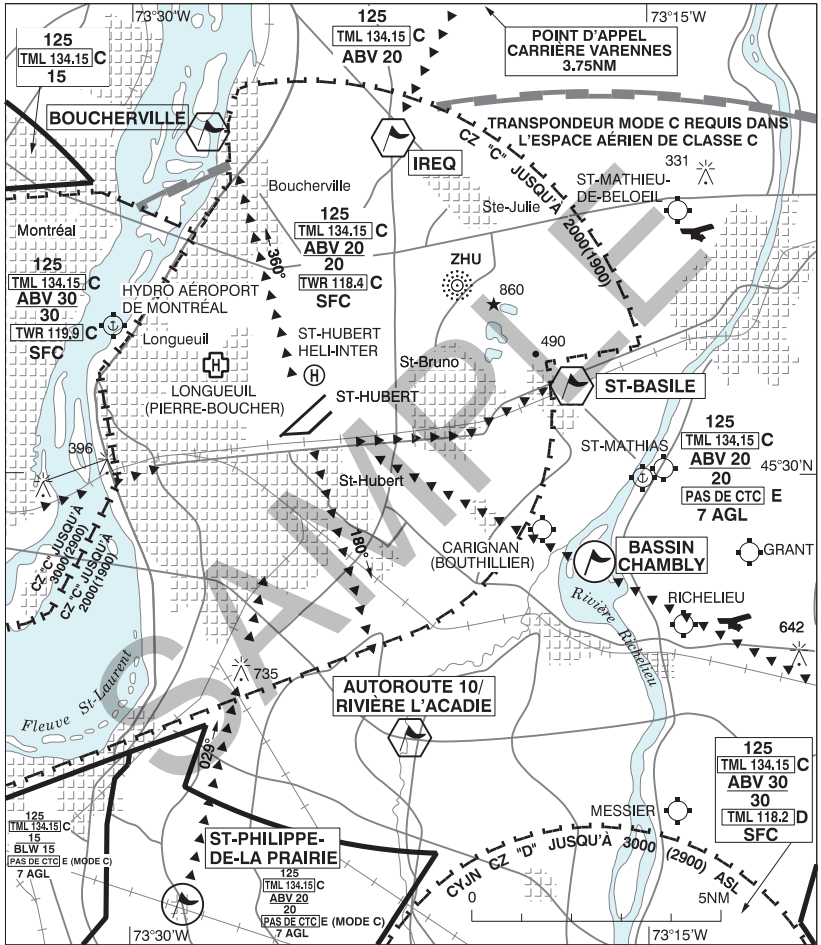 73°30'W
73°15'W
125
TML 134.15 C
15
125
TML 134.15 C
ABV 20
POINT D'APPEL
CARRIÈRE VARENNES
3.75NM
BOUCHERVILLE
IREQ
TRANSPONDEUR MODE C REQUIS DANS
L'ESPACE AÉRIEN DE CLASSE C
CZ "C" JUSQU'À 2000(1900)
331
ST-MATHIEU-
DE-BELOEIL
Boucherville
Ste-Julie
Montréal
125
TML 134.15 C
ABV 20
20
TWR 118.4 C
SFC
360°
ZHU
860
125
TML 134.15 C
ABV 30
30
TWR 119.9 C
SFC
HYDRO AÉROPORT
DE MONTRÉAL
Longueuil
ST-HUBERT
HELI-INTER
H
490
St-Bruno
LONGUEUIL
(PIERRE-BOUCHER)
ST-HUBERT
ST-BASILE
ST-MATHIAS
125
TML 134.15 C
ABV 20
20
PAS DE CTC E
7 AGL
45°30'N
396
St-Hubert
180°
CARIGNAN
(BOUTHILLIER)
BASSIN
CHAMBLY
GRANT
CZ "C" JUSQU'À
3000(2900)
CZ "C" JUSQU'À
2000(1900)
RICHELIEU
Rivière Richelieu
642
735
Fleuve St-Laurent
AUTOROUTE 10/
RIVIÈRE L'ACADIE
029°
125
TML 134.15 C
ABV 30
30
TML 118.2 D
SFC
MESSIER
125
TML 134.15 C
15
BLW 15
PAS DE CTC E (MODE C)
7 AGL
ST-PHILIPPE-
DE-LA PRAIRIE
125
TML 134.15 C
ABV 20
20
PAS DE CTC E (MODE C)
7 AGL
CYJN CZ "D" JUSQU'À 3000 (2900) ASL
0
5NM
73°30'W
73°15'W
SAMPLE